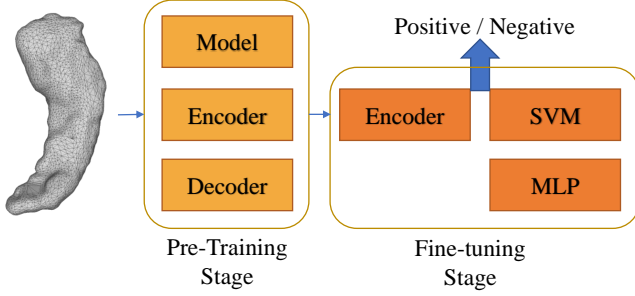 Positive / Negative
Model
Encoder
Decoder
Encoder
SVM
MLP
Pre-Training
Stage
Fine-tuning
Stage